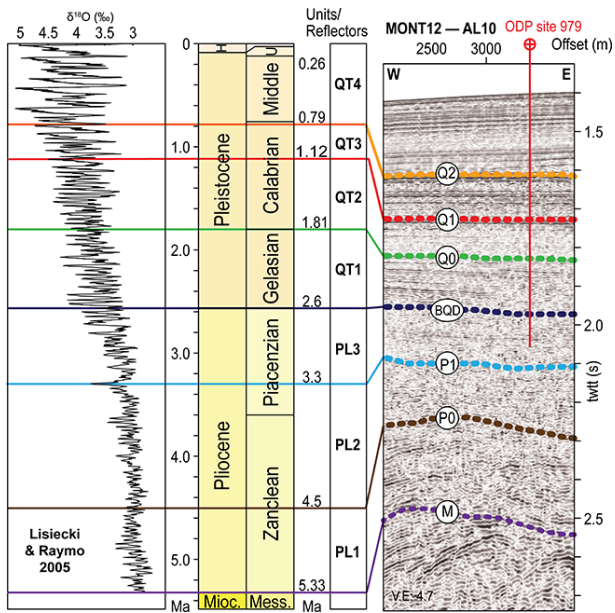 δ¹⁸O (‰)
5 4 3
Units/
Reflectors
MONT12 — AL10
ODP site 979
2500 3000 Offset (m)
W E
0
H
U
0.26
Middle
QT4
0.79
1.0
1.12
QT3
Pleistocene
Calabrian
QT2
1.81
2.0
Gelasian
QT1
2.6
3.0
Piacenzian
PL3
3.3
PL2
4.0
Pliocene
4.5
Zanclean
PL1
5.0
5.33
Lisiecki
& Raymo
2005
Ma
Mioc.
Mess.
Ma
Q2
Q1
Q0
BQD
P1
P0
M
1.5
2.0
2.5
twtt (s)
V.E: 4.7